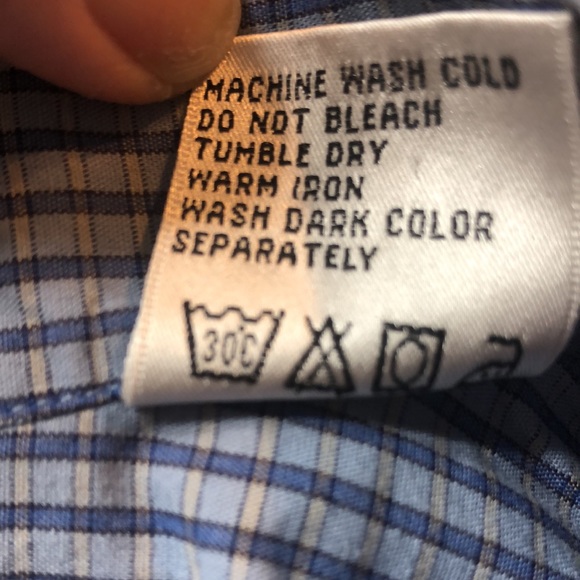 MACHINE WASH COLD
DO NOT BLEACH
TUMBLE DRY
WARM IRON
WASH DARK COLOR
SEPARATELY
30°C